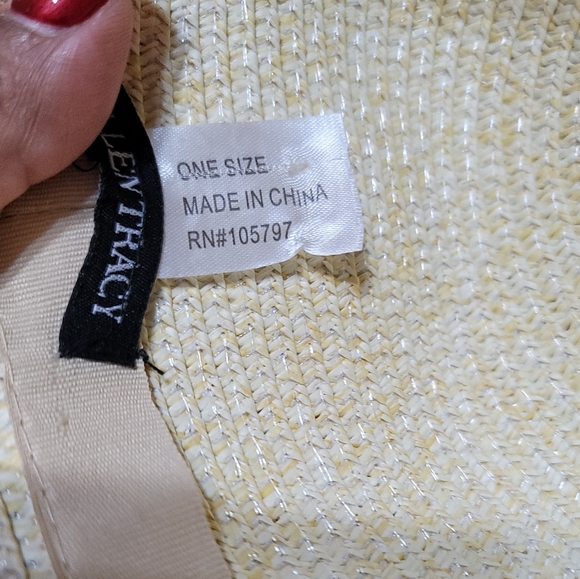 LEN TRACY
ONE SIZE
MADE IN CHINA
RN#105797